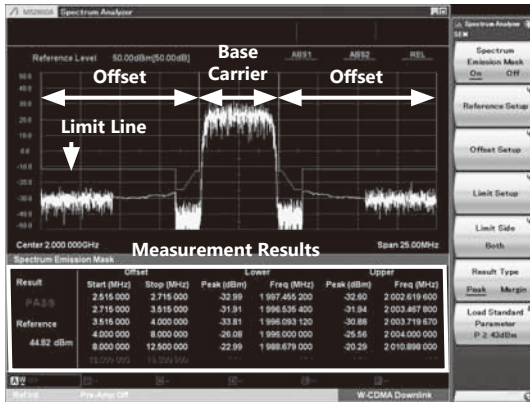 MS2690A Spectrum Analyzer
Spectrum Analyzer
SEM
Reference Level 50.00dBm[50.00dB]
ABS1 ABS2 REL
Base
Carrier
Offset Offset
Limit Line
Center 2.000 000GHz Span 25.00MHz
Measurement Results
Spectrum Emission Mask
Offset Lower Upper
Result Start (MHz) Stop (MHz) Peak (dBm) Freq (MHz) Peak (dBm) Freq (MHz)
PASS 2.515 000 2.715 000 -32.99 1 997.455 200 -32.60 2 002.619 600
2.715 000 3.515 000 -31.91 1 996.535 400 -31.94 2 003.467 800
Reference 3.515 000 4.000 000 -33.81 1 996.093 120 -30.88 2 003.719 670
4.000 000 8.000 000 -26.08 1 996.000 000 -25.56 2 004.000 000
44.82 dBm 8.000 000 12.500 000 -22.99 1 988.679 000 -20.29 2 010.898 000
Pre-Amp Off W-CDMA Downlink
Spectrum
Emission Mask
On Off
Reference Setup
Offset Setup
Limit Setup
Limit Side
Both
Result Type
Peak Margin
Load Standard
Parameter
P ≥ 43dBm